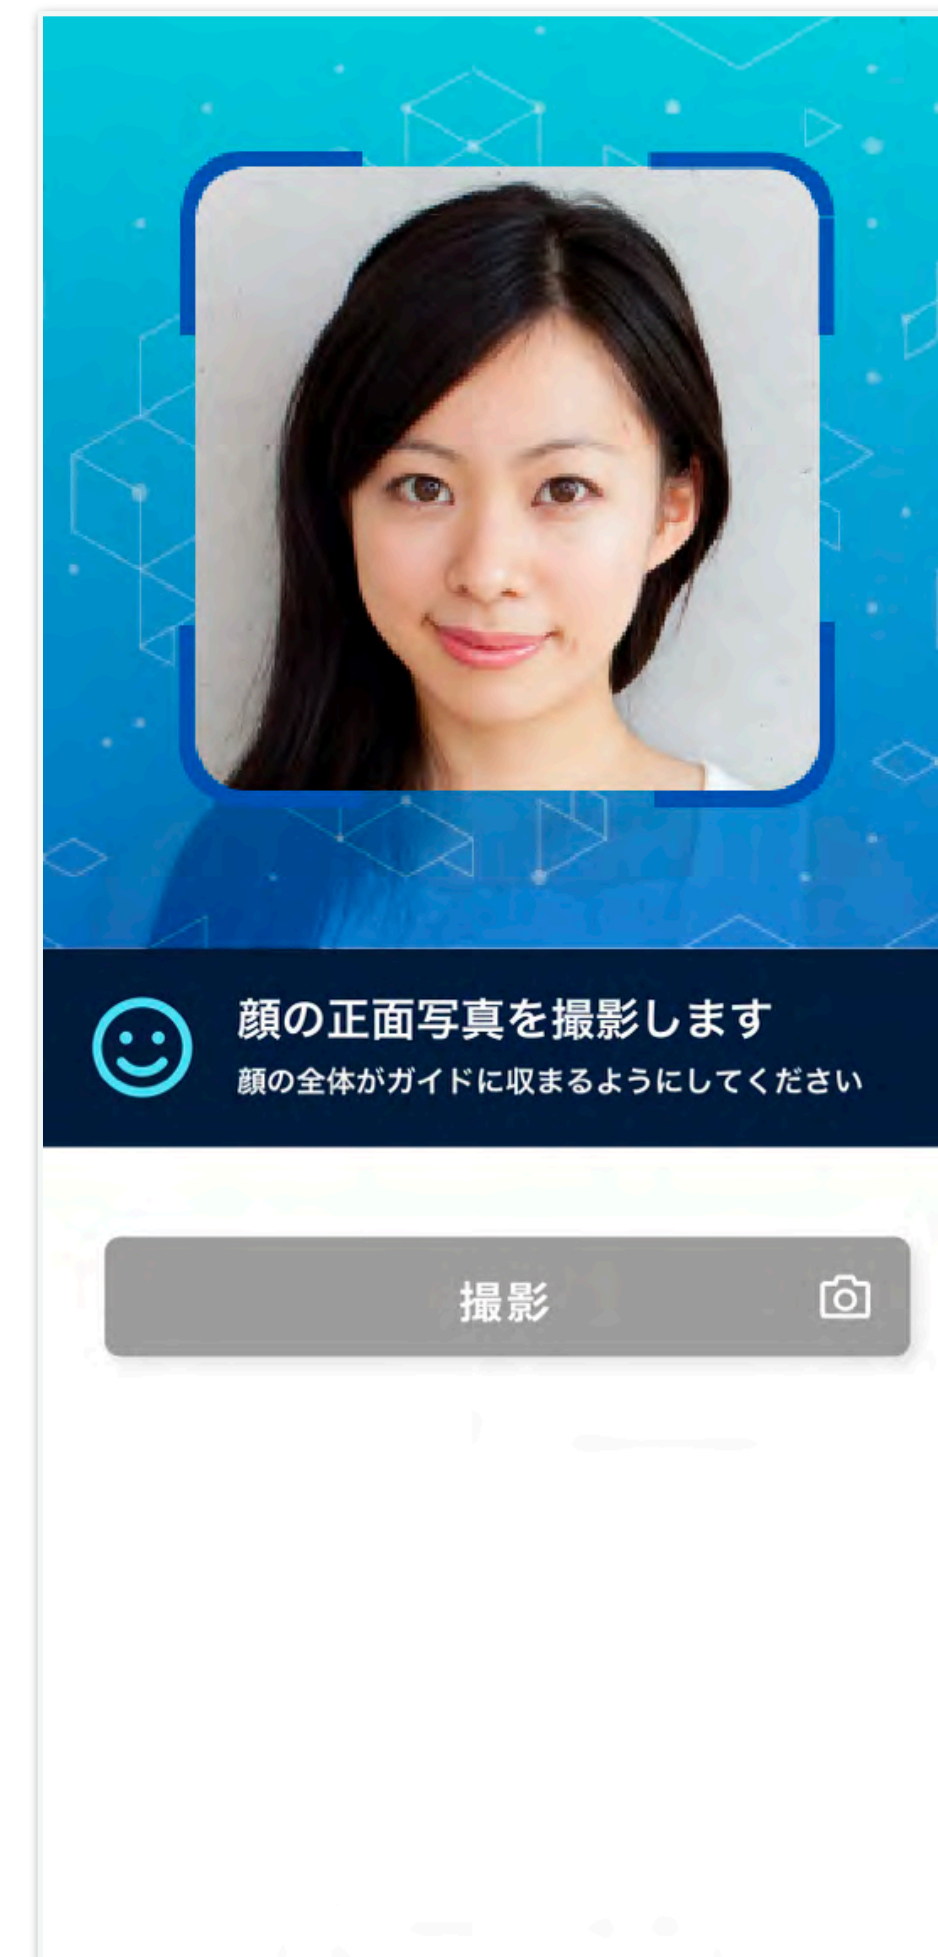 顔の正面写真を撮影します
顔の全体がガイドに収まるようにしてください
撮影